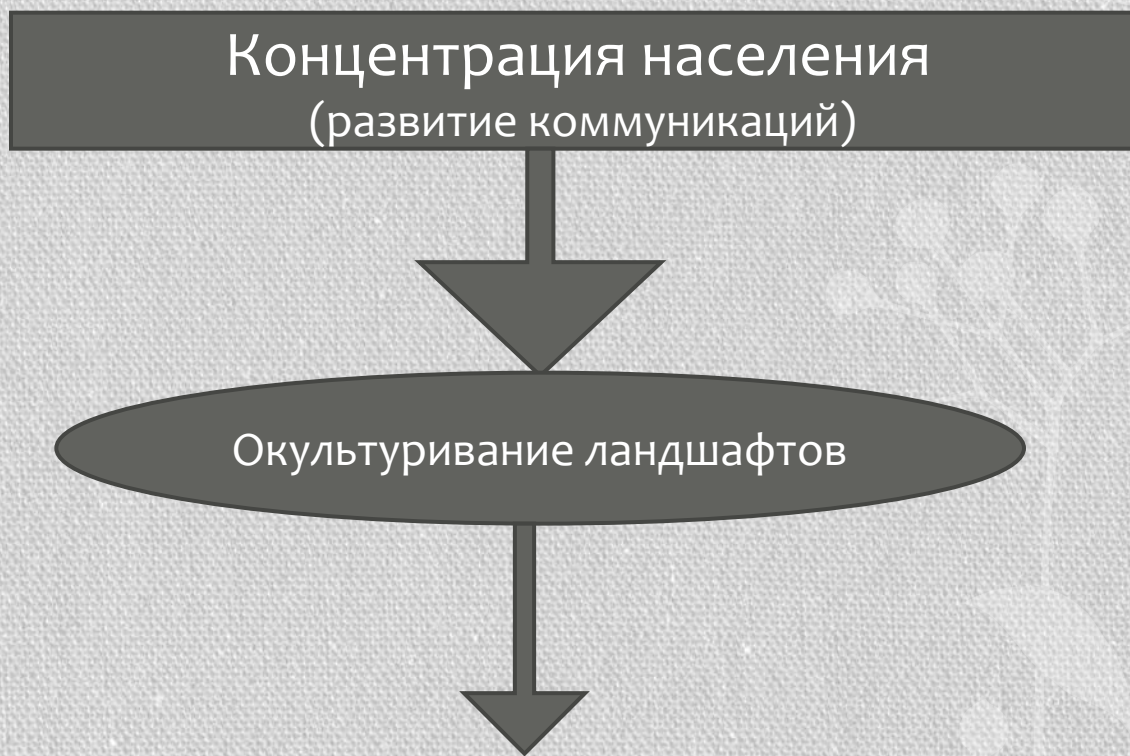 Концентрация населения
(развитие коммуникаций)
Окультуривание ландшафтов